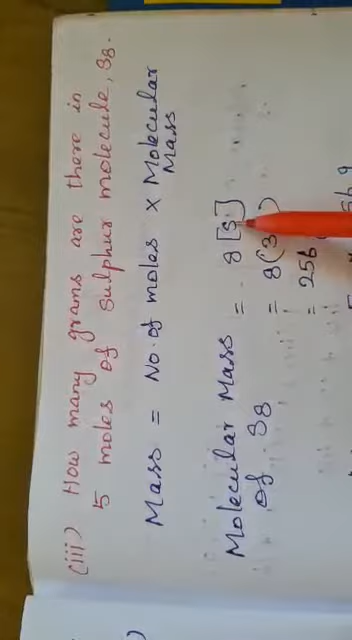 (iii) How many grams are there in
5 moles of sulphur molecule, S8.
Mass = No. of moles × Molecular
Mass
Molecular Mass = 8[S]
of S8 = 8(3
= 256